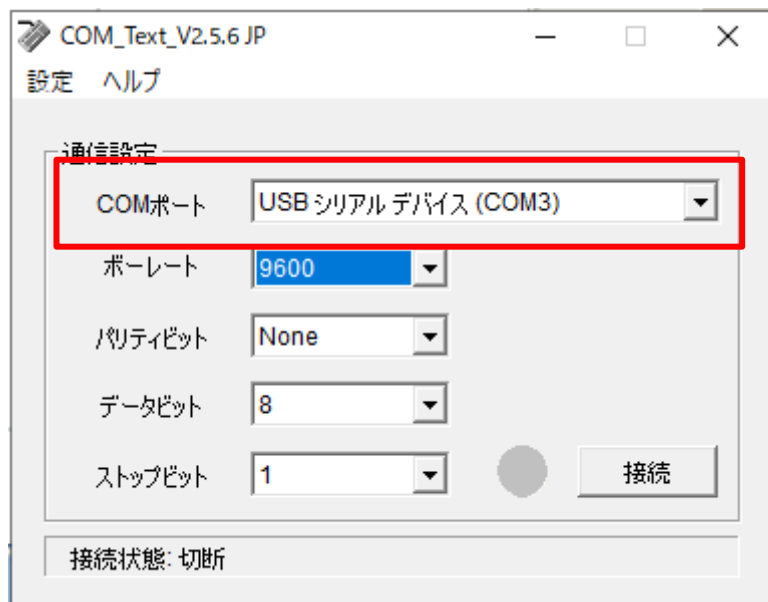 COM_Text_V2.5.6 JP
設定 ヘルプ
通信設定
COMポート USB シリアル デバイス (COM3)
ボーレート 9600
パリティビット None
データビット 8
ストップビット 1 接続
接続状態: 切断